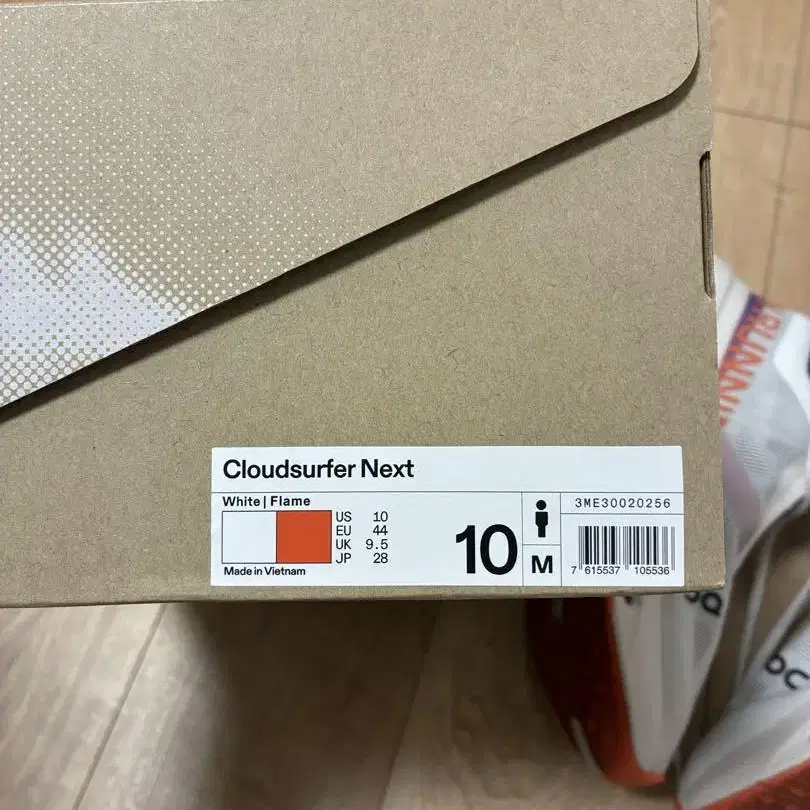 Cloudsurfer Next
White | Flame
US 10
EU 44
UK 9.5
JP 28
Made in Vietnam
10
M
3ME30020256
7 615537 105536